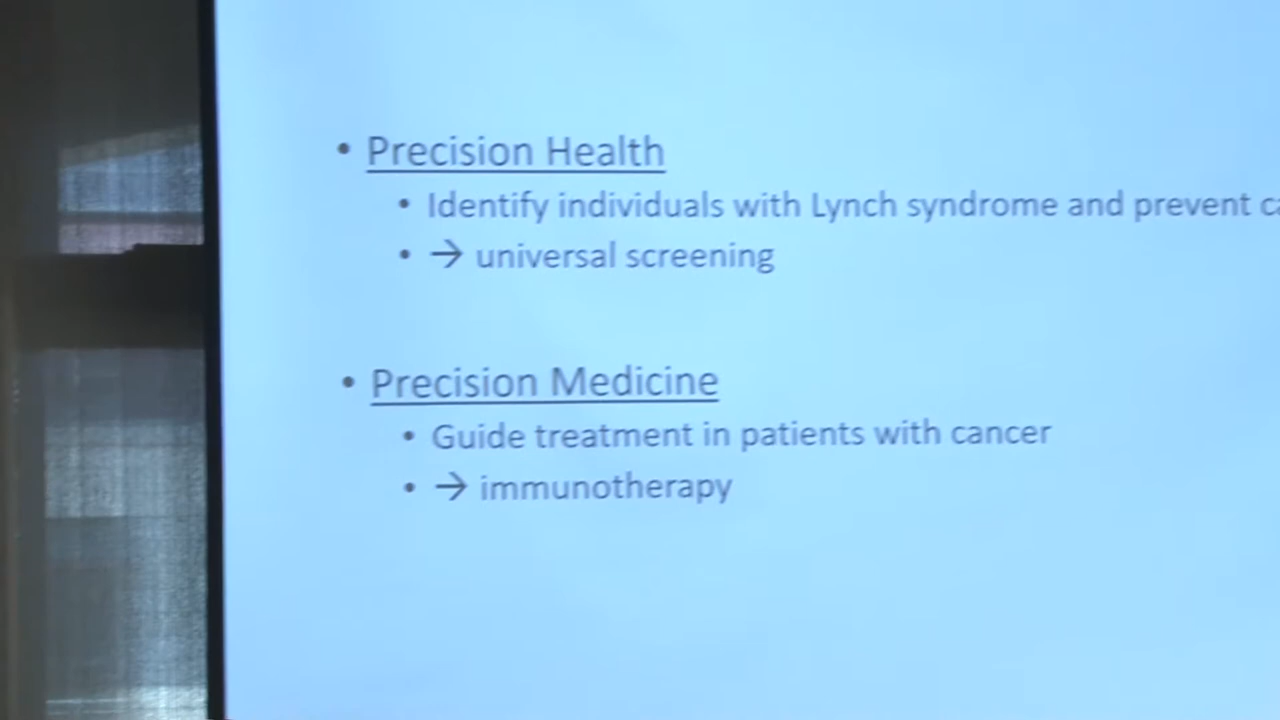 • Precision Health
• Identify individuals with Lynch syndrome and prevent
• → universal screening
• Precision Medicine
• Guide treatment in patients with cancer
• → immunotherapy